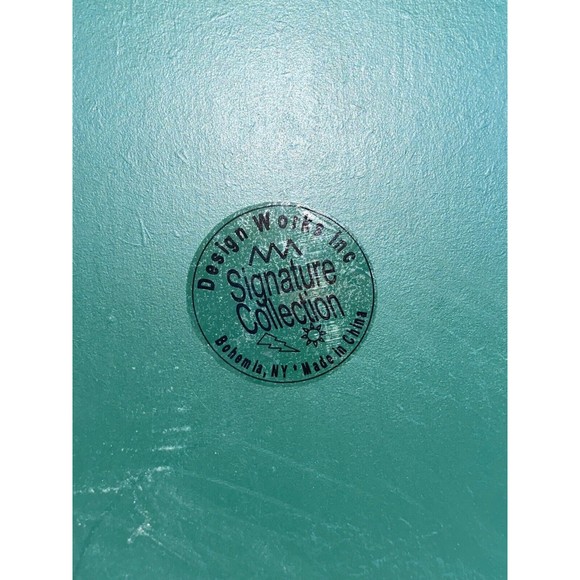 Design Works Inc
Signature
Collection
Bohemia, NY * Made in China